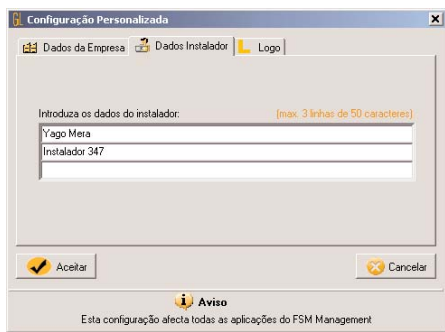 Configuração Personalizada
Dados da Empresa Dados Instalador Logo
Introduza os dados do instalador: (max. 3 linhas de 50 caracteres)
Yago Mera
Instalador 347
Aceitar Cancelar
Aviso
Esta configuração afecta todas as aplicações do FSM Management